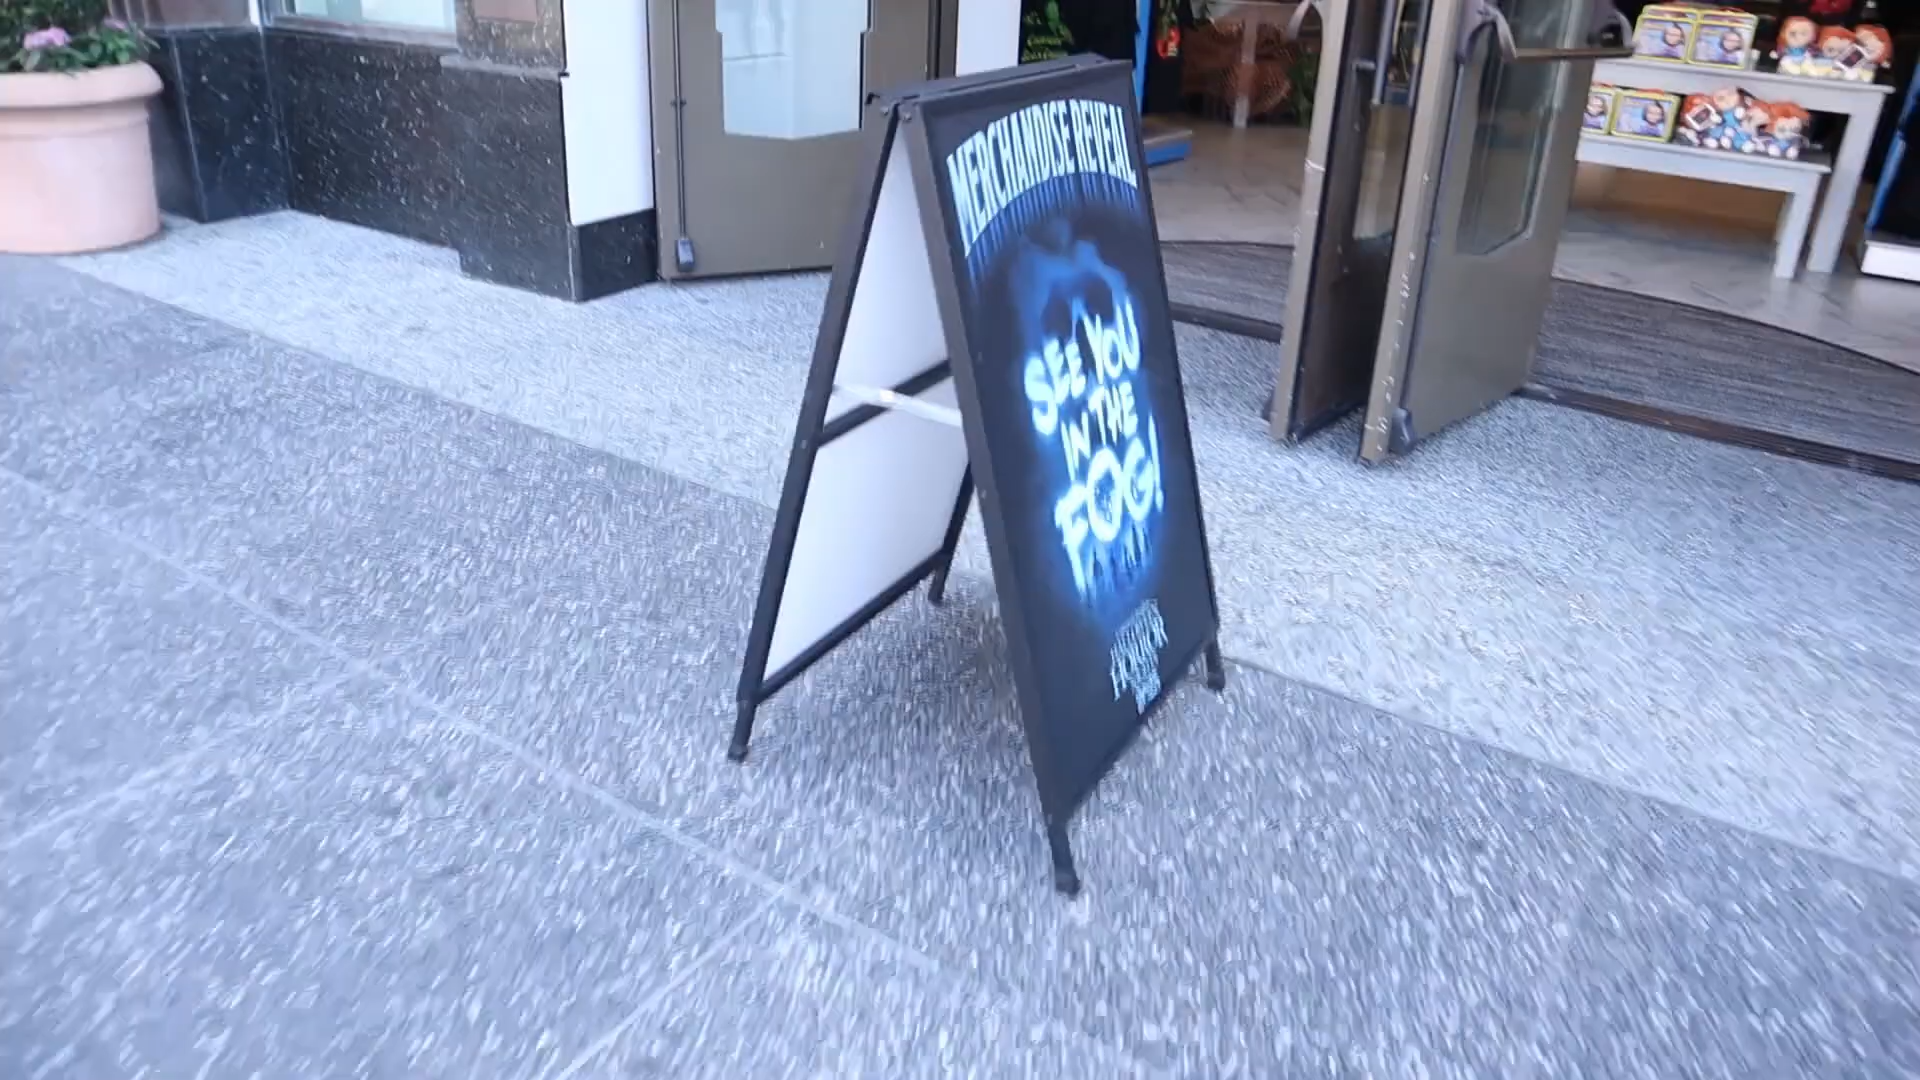 MERCHANDISE REVEAL
SEE YOU
IN THE
FOG!
HORROR